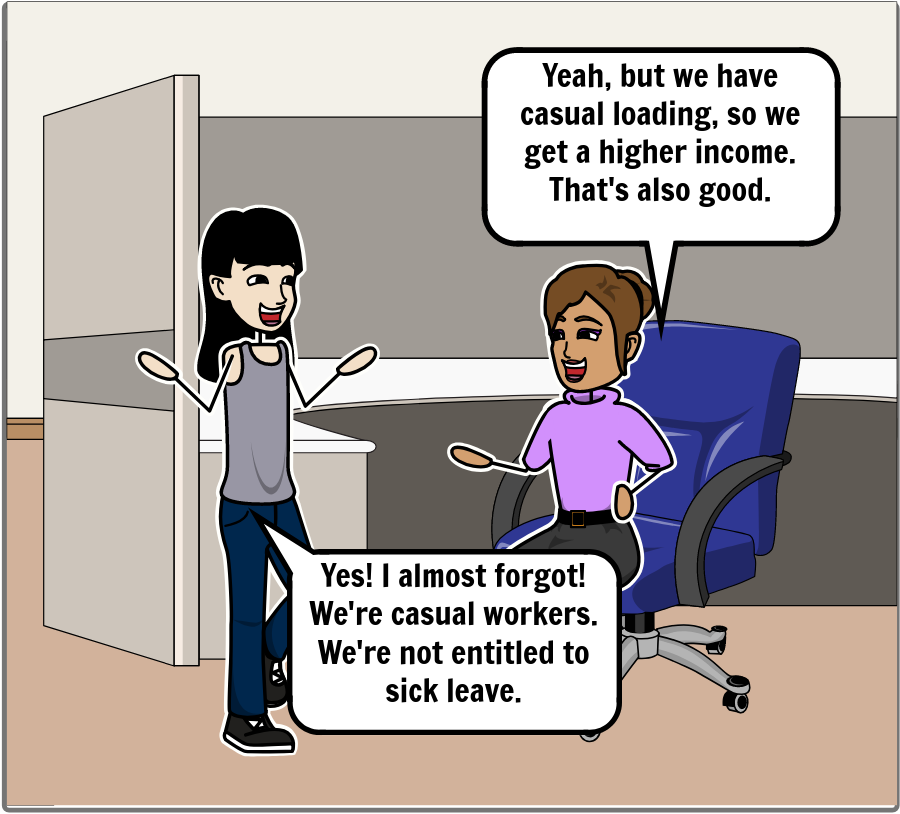 Yeah, but we have
casual loading, so we
get a higher income.
That's also good.
Yes! I almost forgot!
We're casual workers.
We're not entitled to
sick leave.